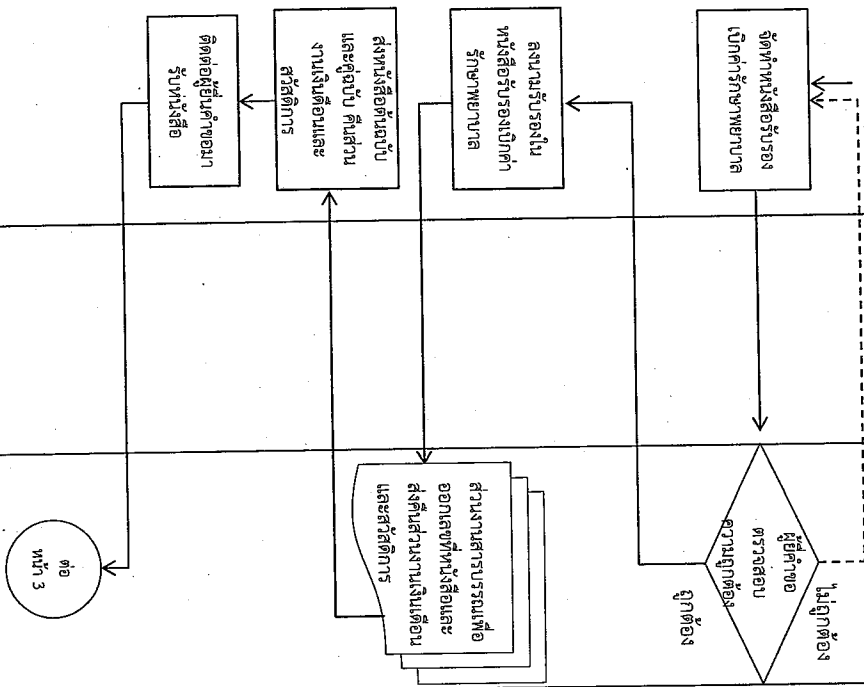 จัดทำหนังสือรับรอง
เบิกค่ารักษาพยาบาล
ผู้ยื่คำขอ
ตรวจสอบ
ความถูกต้อง
ไม่ถูกต้อง
ถูกต้อง
ลงนามรับรองใน
หนังสือรับรองเบิกค่า
รักษาพยาบาล
ส่วนงานสารบรรณเพื่อ
ออกเลขที่หนังสือและ
ส่งคืนส่วนงานเงินเดือน
และสวัสดิการ
ส่งหนังสือต้นฉบับ
และคู่ฉบับ คืนส่วน
งานเงินเดือนและ
สวัสดิการ
ติดต่อผู้ยื่นคำขอมา
รับหนังสือ
ต่อ
หน้า 3